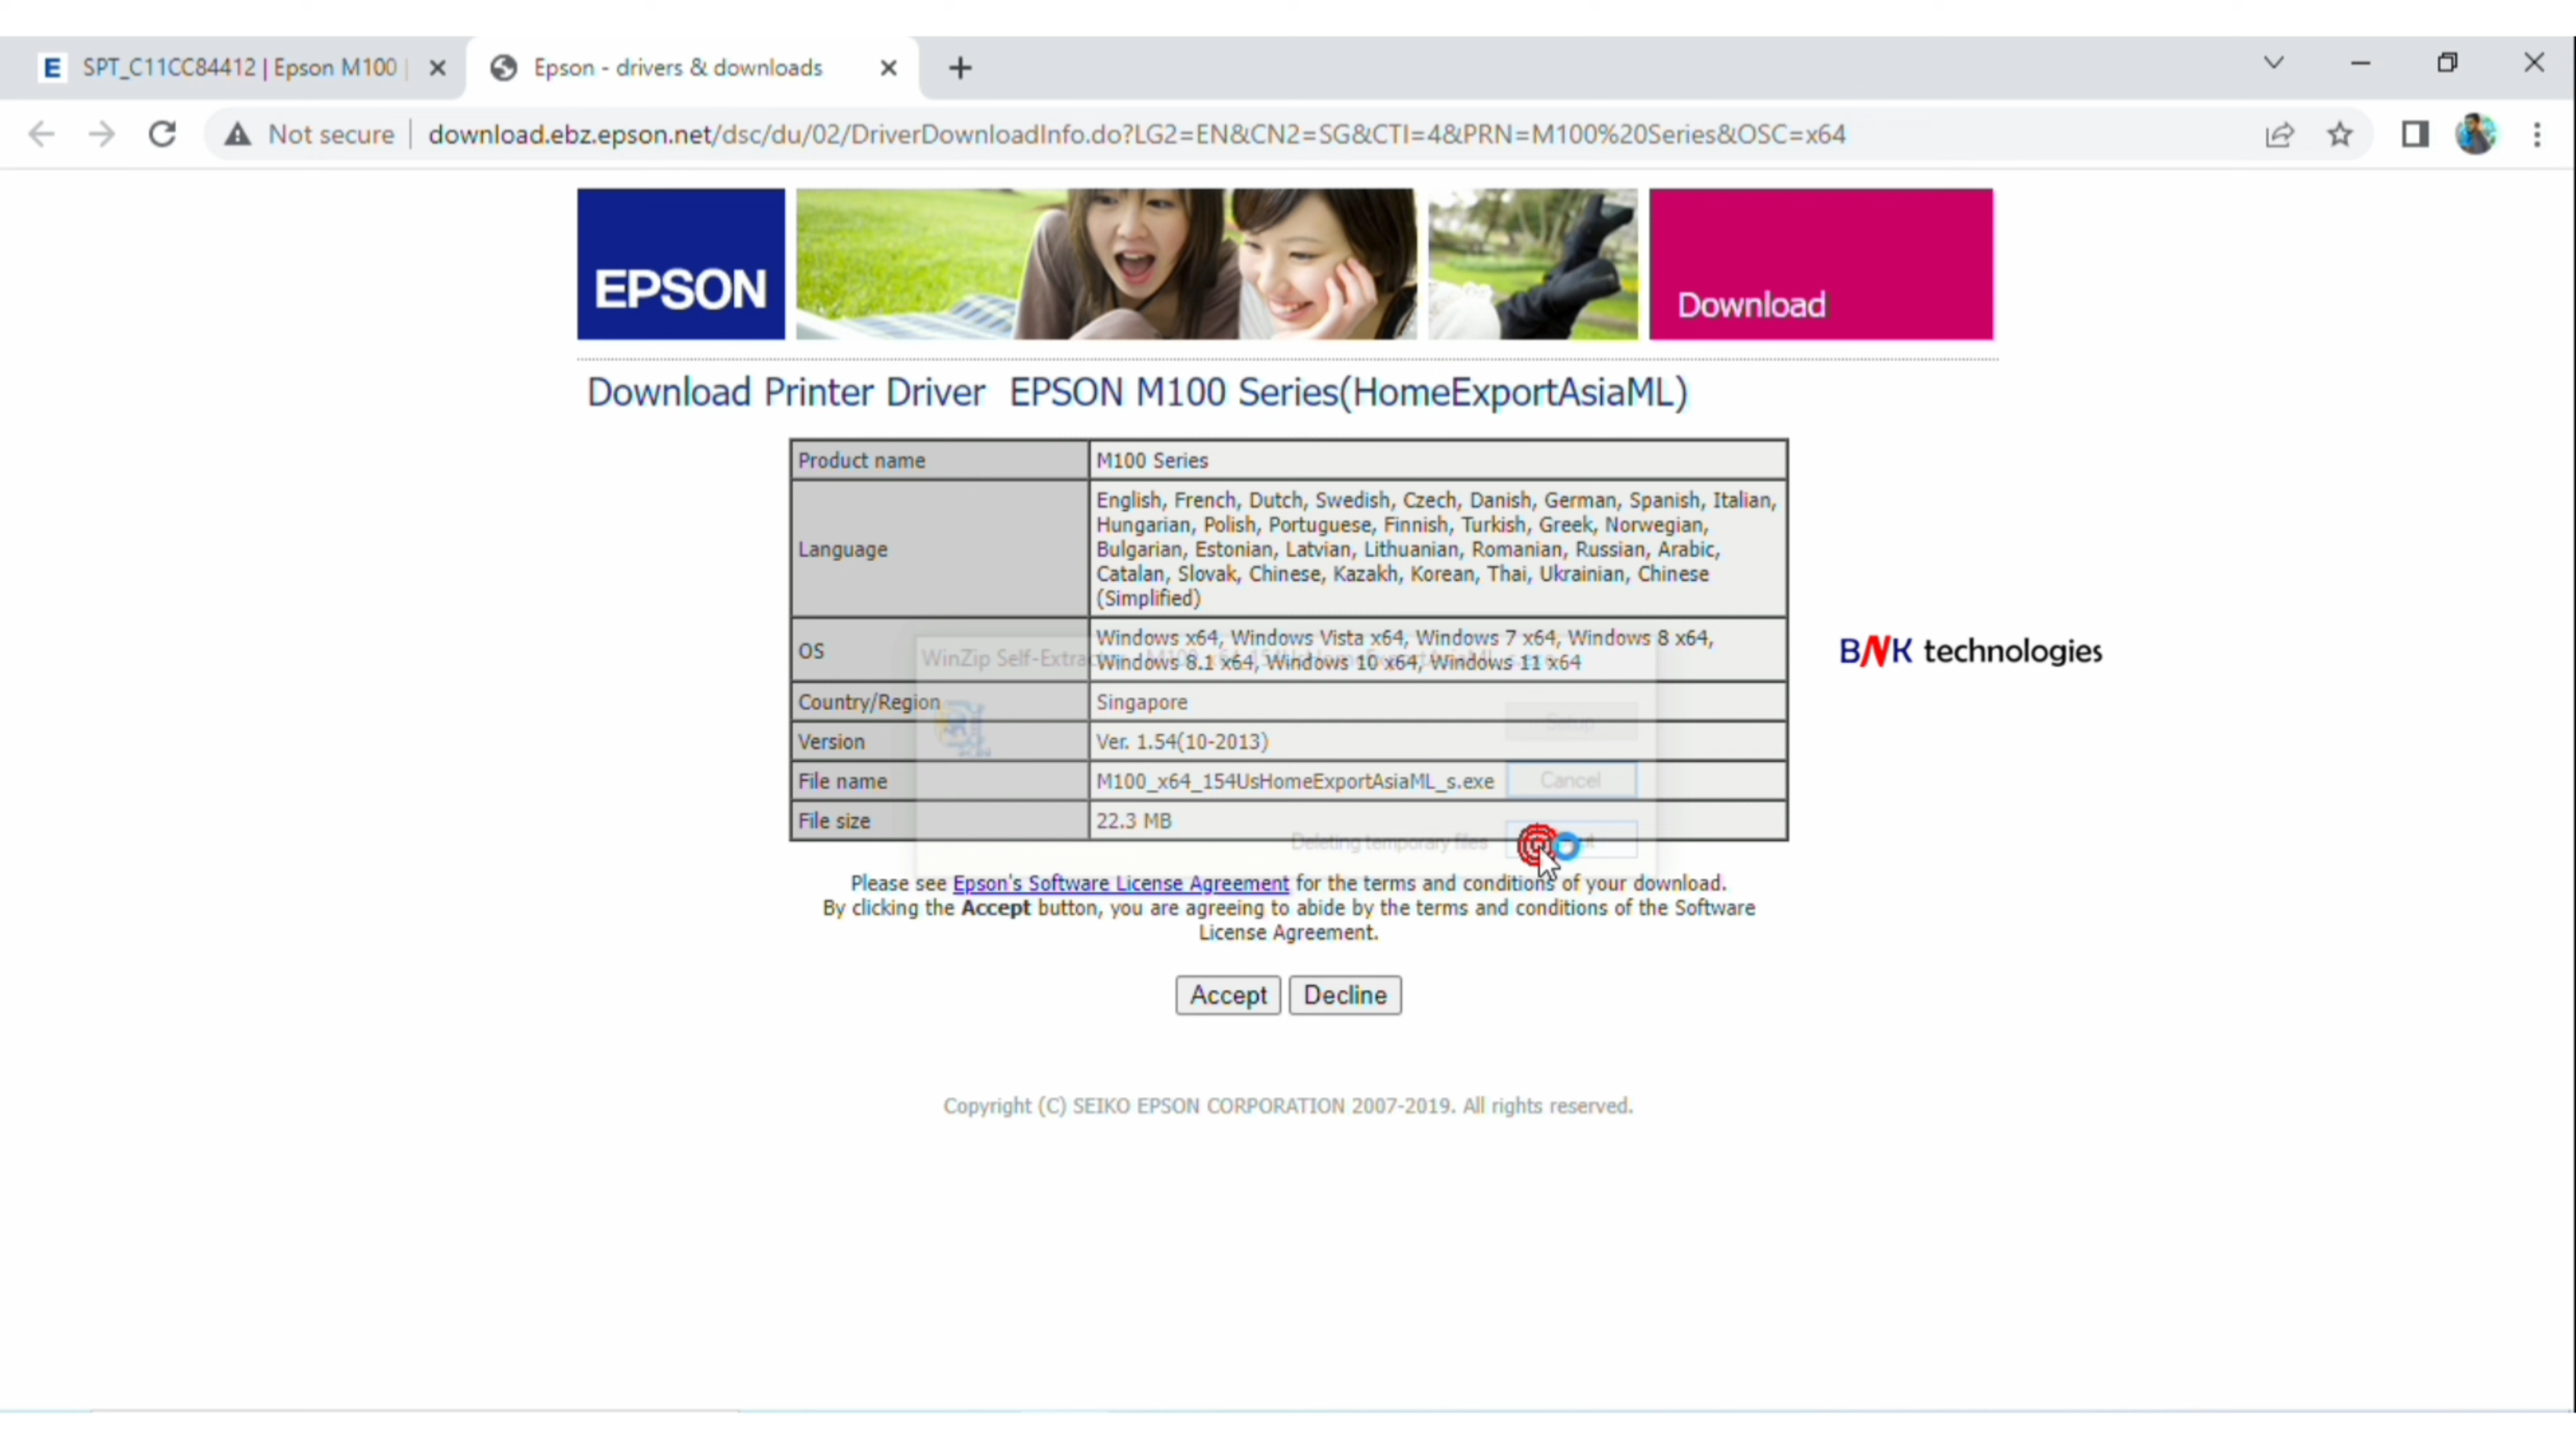 SPT_C11CC84412 | Epson M100 |
Epson - drivers & downloads
Not secure
download.ebz.epson.net/dsc/du/02/DriverDownloadInfo.do?LG2=EN&CN2=SG&CTI=4&PRN=M100%20Series&OSC=x64
EPSON
Download
Download Printer Driver EPSON M100 Series(HomeExportAsiaML)
Product name
M100 Series
Language
English, French, Dutch, Swedish, Czech, Danish, German, Spanish, Italian,
Hungarian, Polish, Portuguese, Finnish, Turkish, Greek, Norwegian,
Bulgarian, Estonian, Latvian, Lithuanian, Romanian, Russian, Arabic,
Catalan, Slovak, Chinese, Kazakh, Korean, Thai, Ukrainian, Chinese
(Simplified)
OS
Windows x64, Windows Vista x64, Windows 7 x64, Windows 8 x64,
Windows 8.1 x64, Windows 10 x64, Windows 11 x64
WinZip
BNK technologies
Country/Region
Singapore
Setup
Version
Ver. 1.54(10-2013)
File name
M100_x64_154UsHomeExportAsiaML_s.exe
Cancel
File size
22.3 MB
Deleting temporary files
Please see Epson's Software License Agreement for the terms and conditions of your download.
By clicking the Accept button, you are agreeing to abide by the terms and conditions of the Software
License Agreement.
Accept
Decline
Copyright (C) SEIKO EPSON CORPORATION 2007-2019. All rights reserved.